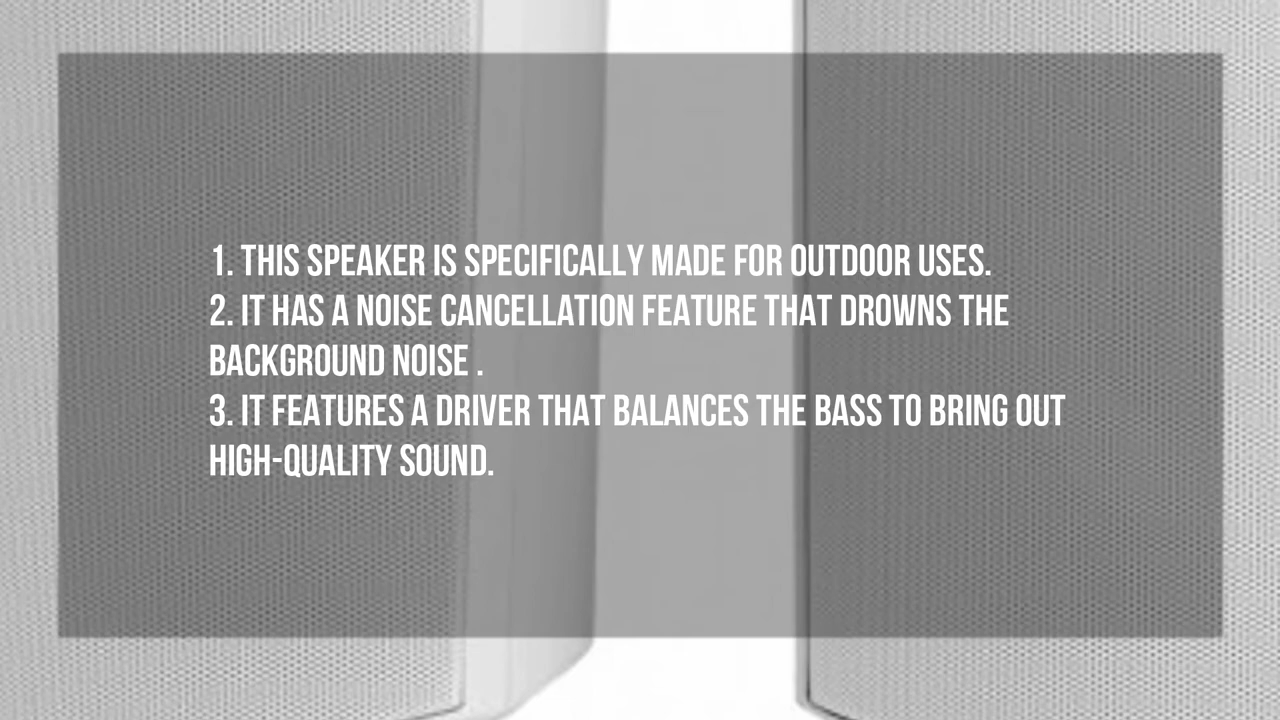 1. THIS SPEAKER IS SPECIFICALLY MADE FOR OUTDOOR USES.
2. IT HAS A NOISE CANCELLATION FEATURE THAT DROWNS THE
BACKGROUND NOISE .
3. IT FEATURES A DRIVER THAT BALANCES THE BASS TO BRING OUT
HIGH-QUALITY SOUND.